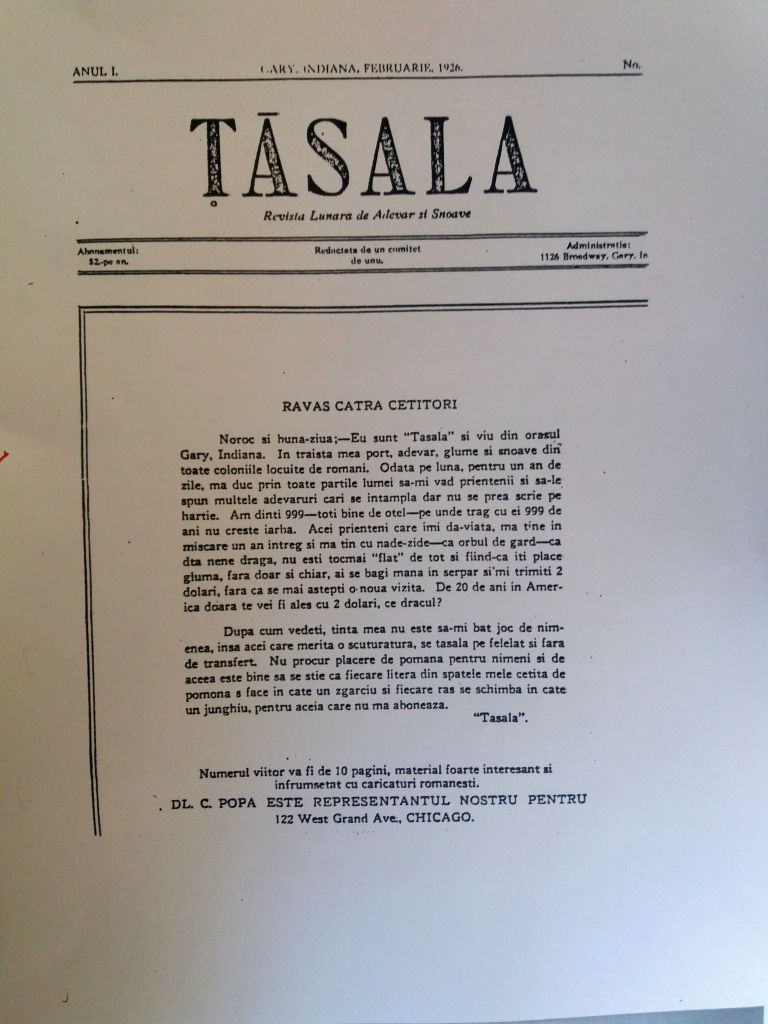 ANUL I. GARY, INDIANA, FEBRUARIE, 1926. No.
ȚĂSALA
Revista Lunara de Adevar si Snoave
Abonamentul: Redactata de un comitet Administratia:
$2.-pe an. de unu. 1126 Broadway, Gary, In
RAVAS CATRA CETITORI
Noroc si buna-ziua;—Eu sunt "Tasala" si viu din orasul
Gary, Indiana. In traista mea port, adevar, glume si snoave din
toate coloniile locuite de romani. Odata pe luna, pentru un an de
zile, ma duc prin toate partile lumei sa-mi vad prientenii si sa-le
spun multele adevaruri cari se intampla dar nu se prea scrie pe
hartie. Am dinti 999—toti bine de otel—pe unde trag cu ei 999 de
ani nu creste iarba. Acei prienteni care imi da-viata, ma tine in
miscare un an intreg si ma tin cu nade-zide—ca orbul de gard—ca
dta nene draga, nu esti tocmai "flat" de tot si fiind-ca iti place
gluma, fara doar si chiar, ai se bagi mana in serpar si'mi trimiti 2
dolari, fara ca se mai astepti o noua vizita. De 20 de ani in Amer-
ica doara te vei fi ales cu 2 dolari, ce dracul?
Dupa cum vedeti, tinta mea nu este sa-mi bat joc de nim-
enea, insa acei care merita o scuturatura, se tasala pe felelat si fara
de transfert. Nu procur placere de pomana pentru nimeni si de
aceea este bine sa se stie ca fiecare litera din spatele mele cetita de
pomona s face in cate un zgarciu si fiecare ras se schimba in cate
un junghiu, pentru aceia care nu ma aboneaza.
"Tasala".
Numerul viitor va fi de 10 pagini, material foarte interesant si
infrumsetat cu caricaturi romanesti.
DL. C. POPA ESTE REPRESENTANTUL NOSTRU PENTRU
122 West Grand Ave., CHICAGO.